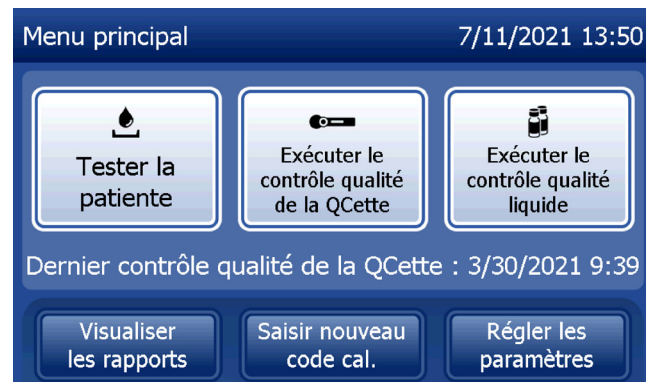 Menu principal 7/11/2021 13:50
Tester la
patiente
Exécuter le
contrôle qualité
de la QCette
Exécuter le
contrôle qualité
liquide
Dernier contrôle qualité de la QCette : 3/30/2021 9:39
Visualiser
les rapports
Saisir nouveau
code cal.
Régler les
paramètres